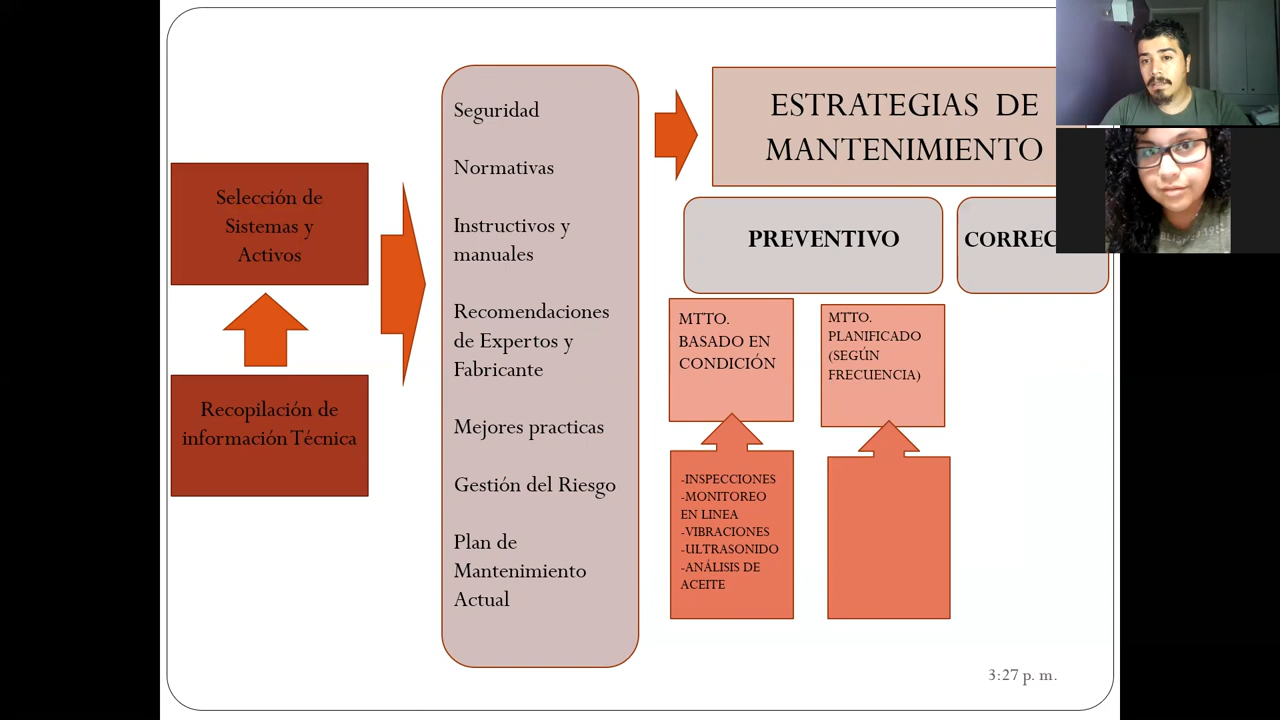 Selección de
Sistemas y
Activos
Recopilación de
información Técnica
Seguridad
Normativas
Instructivos y
manuales
Recomendaciones
de Expertos y
Fabricante
Mejores practicas
Gestión del Riesgo
Plan de
Mantenimiento
Actual
ESTRATEGIAS DE
MANTENIMIENTO
PREVENTIVO
CORREC
MTTO.
BASADO EN
CONDICIÓN
MTTO.
PLANIFICADO
(SEGÚN
FRECUENCIA)
-INSPECCIONES
-MONITOREO
EN LINEA
-VIBRACIONES
-ULTRASONIDO
-ANÁLISIS DE
ACEITE
3:27 p. m.